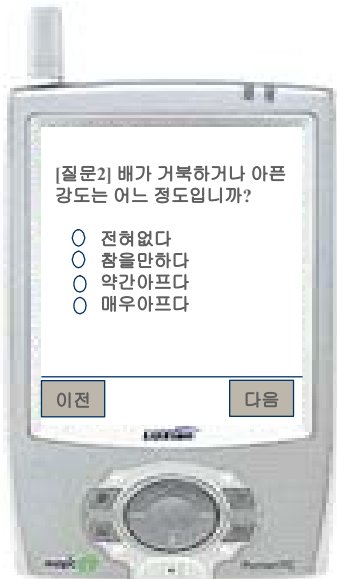 [질문2] 배가 거북하거나 아픈
강도는 어느 정도입니까?
전혀없다
참을만하다
약간아프다
매우아프다
이전
다음